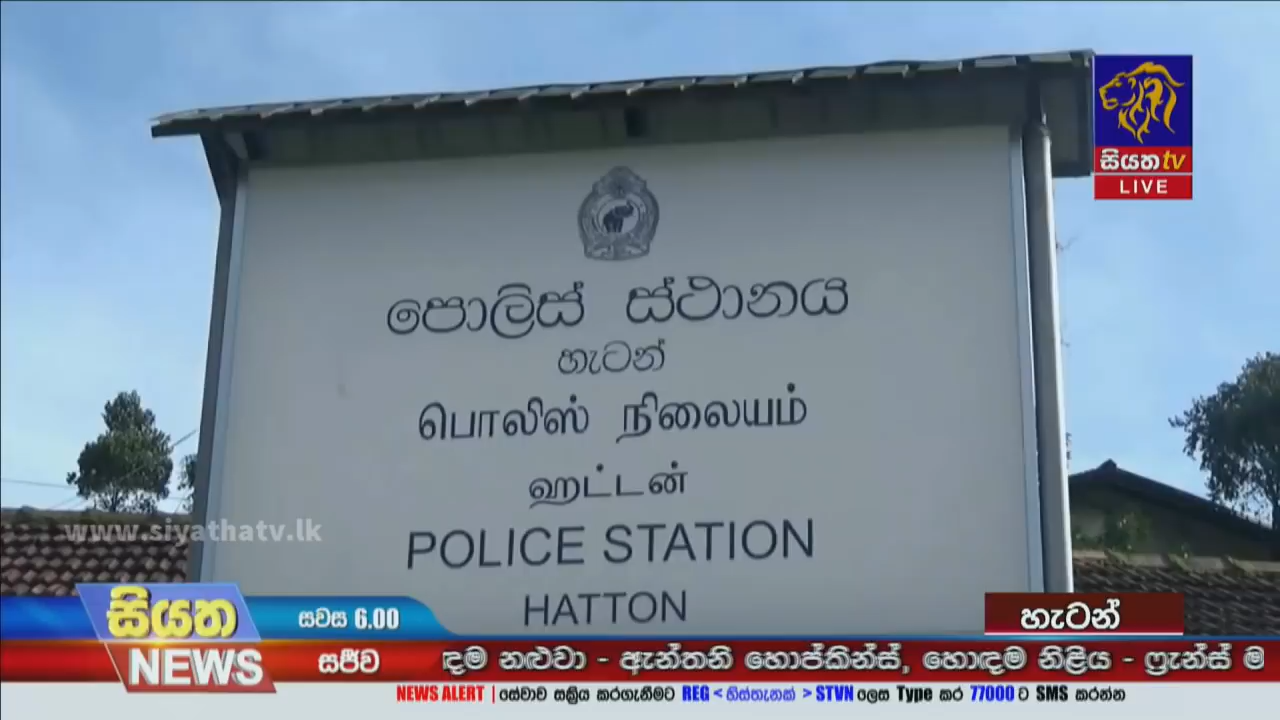 සියත tv
LIVE
පොලිස් ස්ථානය
හැටන්
பொலிஸ் நிலையம்
ஹட்டன்
POLICE STATION
HATTON
www.siyathatv.lk
සියත
NEWS
සවස 6.00
හැටන්
සජීව
දම නළුවා - ඇන්තනි හොප්කින්ස්, හොඳම නිළිය - ෆ්‍රැන්ස් ම
NEWS ALERT | සේවාව සක්‍රිය කරගැනීමට REG < හිස්තැනක් > STVN ලෙස Type කර 77000 ට SMS කරන්න